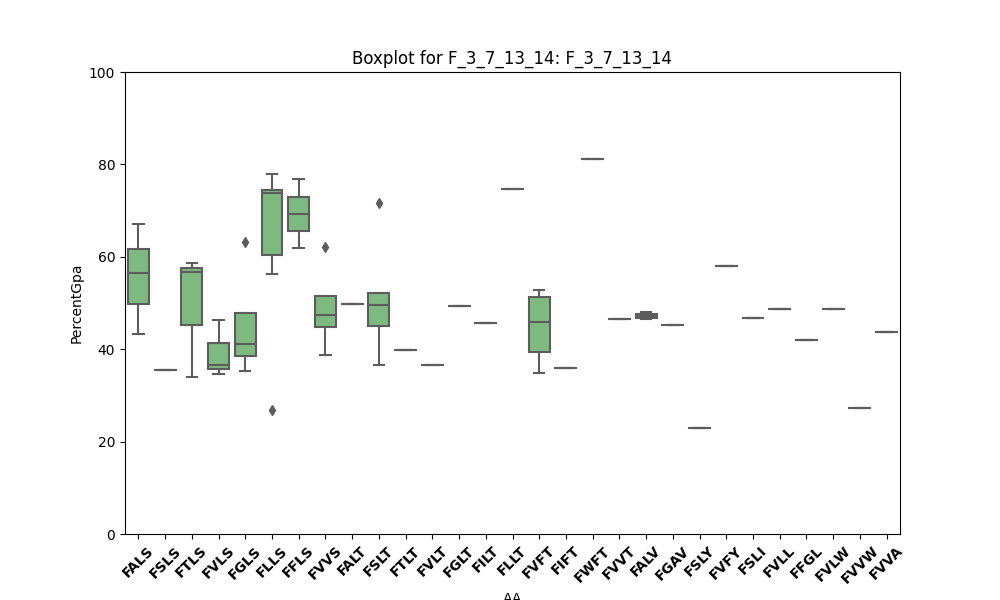 Boxplot for F_3_7_13_14: F_3_7_13_14
100
80
60
40
20
0
PercentGpa
FALS FSLS FTLS FVLS FGLS FLLS FFLS FVVS FALT FSLT FTLT FVLT FGLT FILT FLLT FVFT FIFT FWFT FVVT FALV FGAV FSLY FVFY FSLI FVLL FFGL FVLW FVVW FVVA
AA